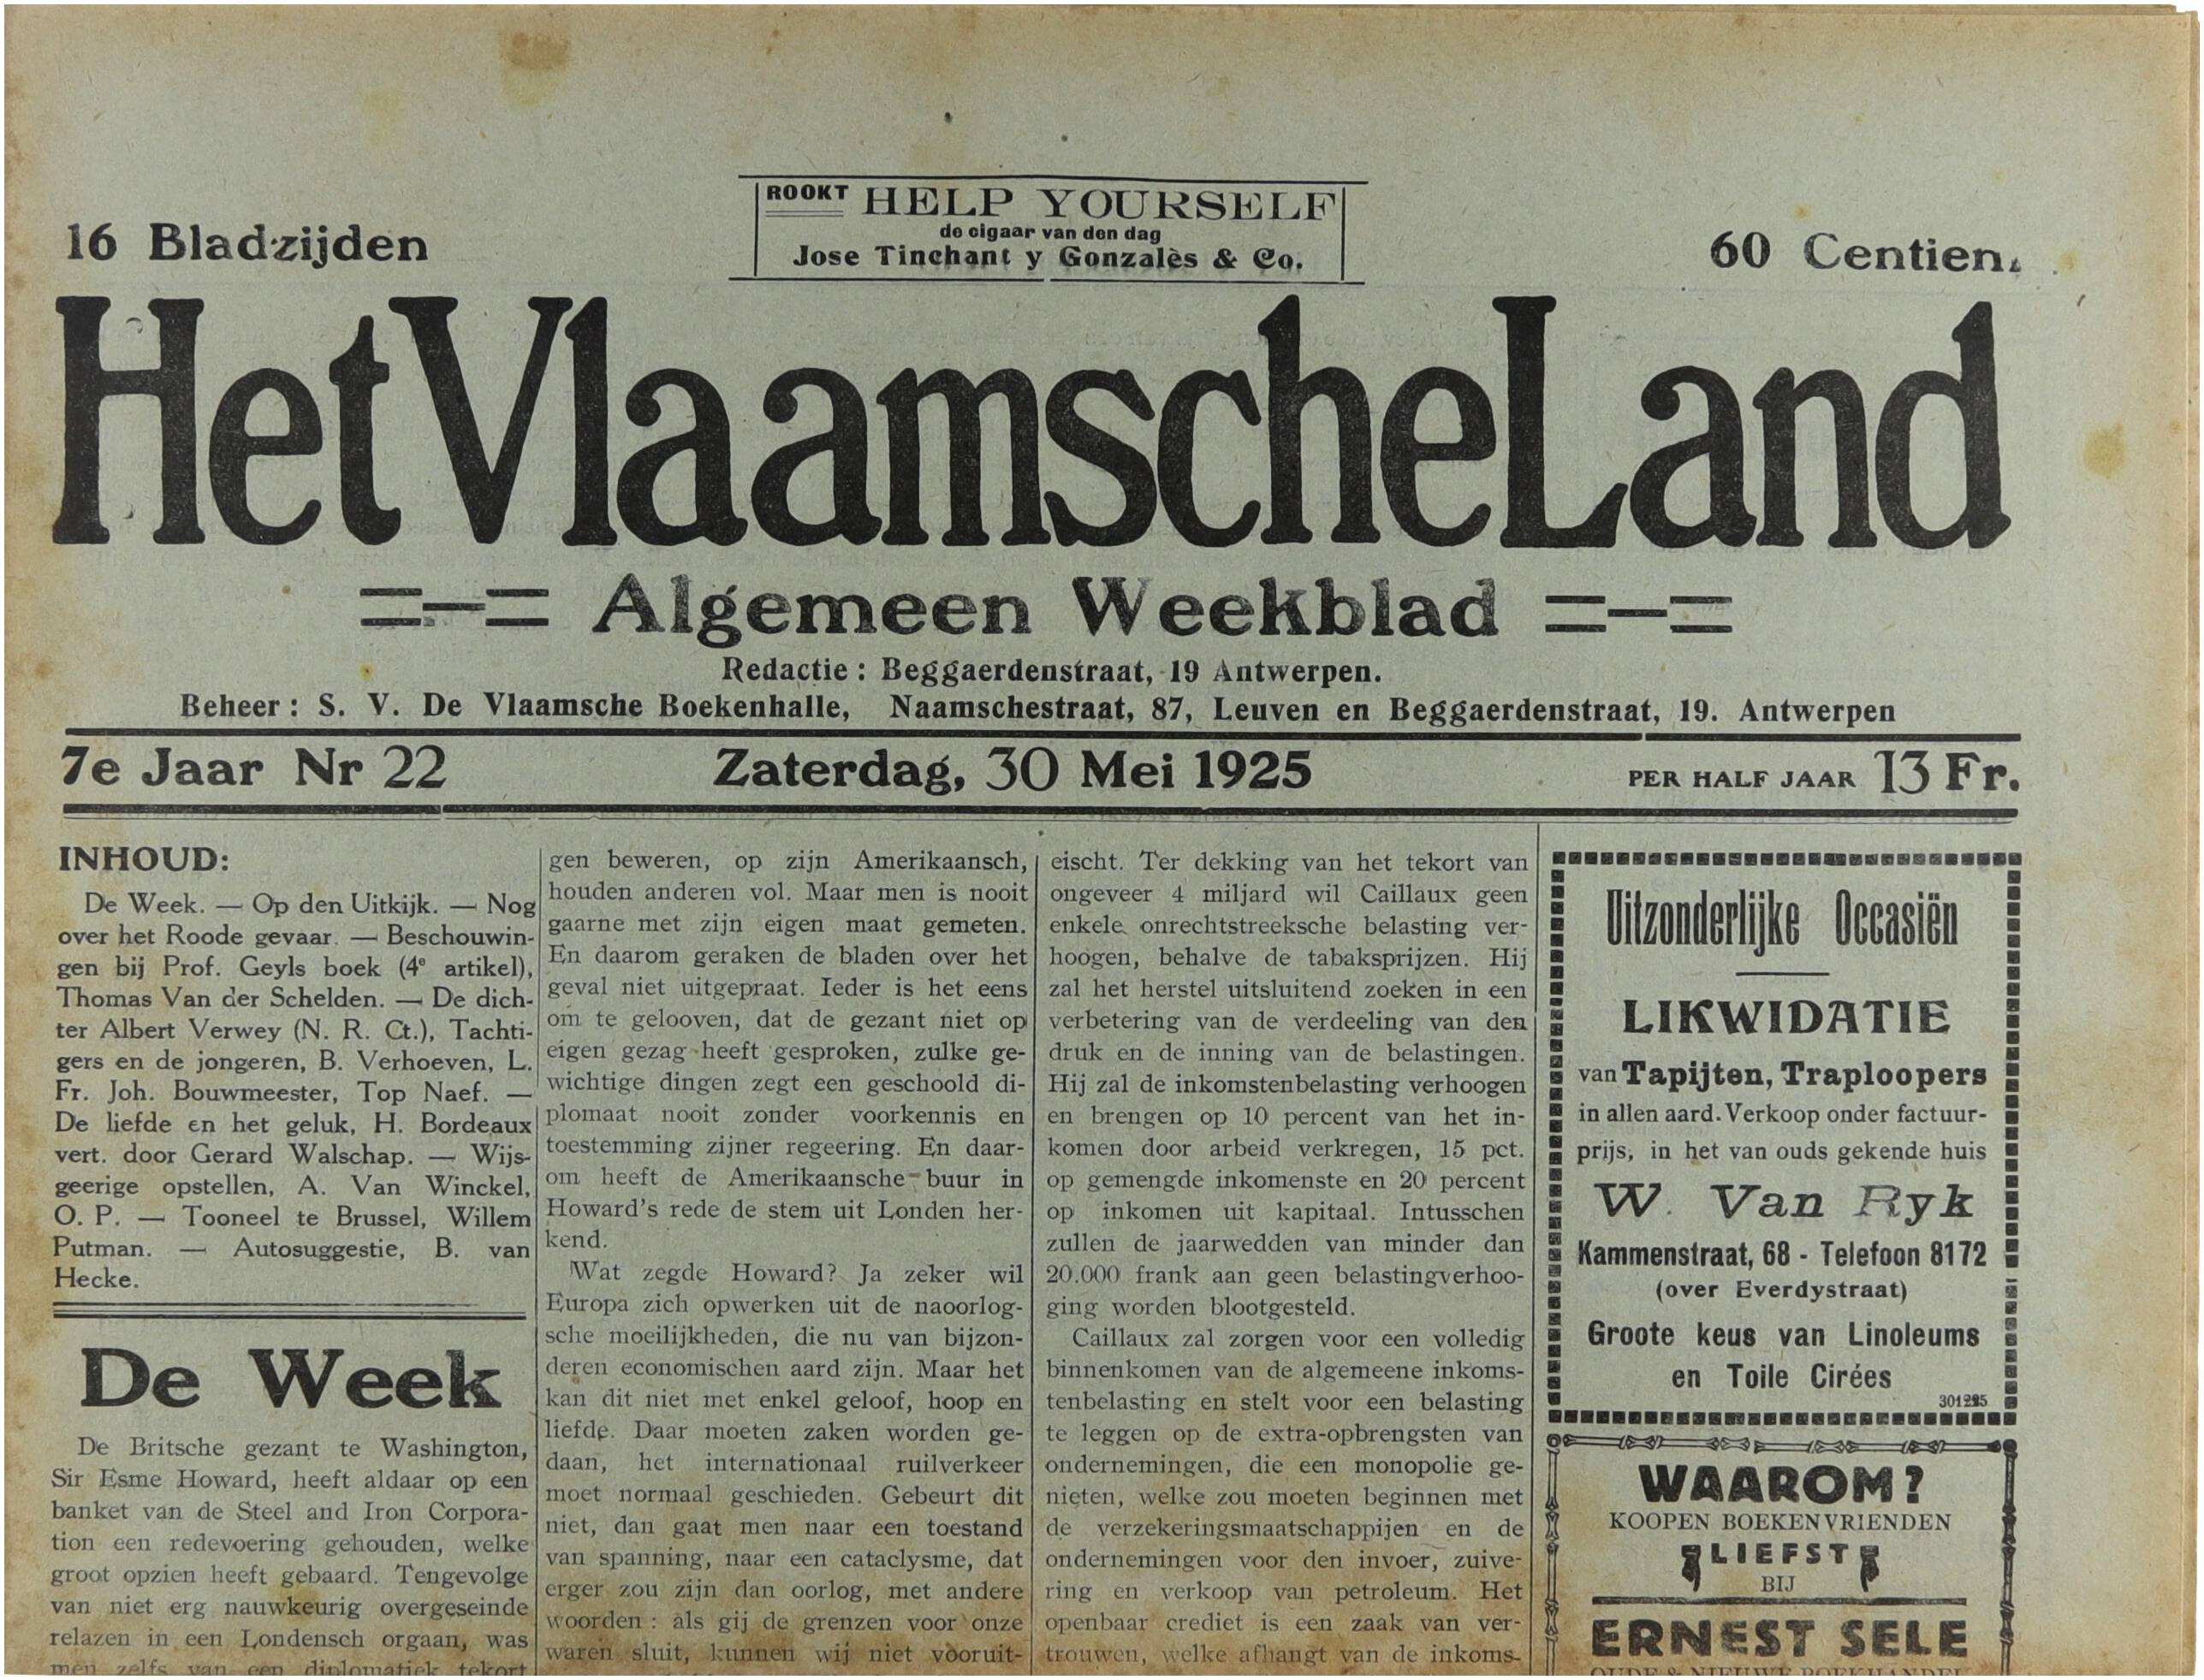 ROOKT HELP YOURSELF
de cigaar van den dag
Jose Tinchant y Gonzalès & Co.
16 Bladzijden
60 Centiem.
Het Vlaamsche Land
Algemeen Weekblad
Redactie : Beggaerdenstraat, 19 Antwerpen.
Beheer : S. V. De Vlaamsche Boekenhalle, Naamschestraat, 87, Leuven en Beggaerdenstraat, 19. Antwerpen
7e Jaar Nr 22
Zaterdag, 30 Mei 1925
PER HALF JAAR 13 Fr.
INHOUD:
De Week. — Op den Uitkijk. — Nog
over het Roode gevaar. — Beschouwin-
gen bij Prof. Geyls boek (4e artikel),
Thomas Van der Schelden. — De dich-
ter Albert Verwey (N. R. Ct.), Tachti-
gers en de jongeren, B. Verhoeven, L.
Fr. Joh. Bouwmeester, Top Naef. —
De liefde en het geluk, H. Bordeaux
vert. door Gerard Walschap. — Wijs-
geerige opstellen, A. Van Winckel,
O. P. — Tooneel te Brussel, Willem
Putman. — Autosuggestie, B. van
Hecke.
De Week
De Britsche gezant te Washington,
Sir Esme Howard, heeft aldaar op een
banket van de Steel and Iron Corpora-
tion een redevoering gehouden, welke
groot opzien heeft gebaard. Tengevolge
van niet erg nauwkeurig overgeseinde
relazen in een Londensch orgaan, was
men zelfs van een diplomatiek tekort
gen beweren, op zijn Amerikaansch,
houden anderen vol. Maar men is nooit
gaarne met zijn eigen maat gemeten.
En daarom geraken de bladen over het
geval niet uitgepraat. Ieder is het eens
om te gelooven, dat de gezant niet op
eigen gezag heeft gesproken, zulke ge-
wichtige dingen zegt een geschoold di-
plomaat nooit zonder voorkennis en
toestemming zijner regeering. En daar-
om heeft de Amerikaansche buur in
Howard's rede de stem uit Londen her-
kend.
Wat zegde Howard? Ja zeker wil
Europa zich opwerken uit de naoorlog-
sche moeilijkheden, die nu van bijzon-
deren economischen aard zijn. Maar het
kan dit niet met enkel geloof, hoop en
liefde. Daar moeten zaken worden ge-
daan, het internationaal ruilverkeer
moet normaal geschieden. Gebeurt dit
niet, dan gaat men naar een toestand
van spanning, naar een cataclysme, dat
erger zou zijn dan oorlog, met andere
woorden : als gij de grenzen voor onze
waren sluit, kunnen wij niet vooruit-
eischt. Ter dekking van het tekort van
ongeveer 4 miljard wil Caillaux geen
enkele onrechtstreeksche belasting ver-
hoogen, behalve de tabaksprijzen. Hij
zal het herstel uitsluitend zoeken in een
verbetering van de verdeeling van den
druk en de inning van de belastingen.
Hij zal de inkomstenbelasting verhoogen
en brengen op 10 percent van het in-
komen door arbeid verkregen, 15 pct.
op gemengde inkomenste en 20 percent
op inkomen uit kapitaal. Intusschen
zullen de jaarwedden van minder dan
20.000 frank aan geen belastingverhoo-
ging worden blootgesteld.
Caillaux zal zorgen voor een volledig
binnenkomen van de algemeene inkoms-
tenbelasting en stelt voor een belasting
te leggen op de extra-opbrengsten van
ondernemingen, die een monopolie ge-
nieten, welke zou moeten beginnen met
de verzekeringsmaatschappijen en de
ondernemingen voor den invoer, zuive-
ring en verkoop van petroleum. Het
openbaar crediet is een zaak van ver-
trouwen, welke afhangt van de inkoms-
Uitzonderlijke Occasiën
LIKWIDATIE
van Tapijten, Traploopers
in allen aard. Verkoop onder factuur-
prijs, in het van ouds gekende huis
W. Van Ryk
Kammenstraat, 68 - Telefoon 8172
(over Everdystraat)
Groote keus van Linoleums
en Toile Cirées
WAAROM?
KOOPEN BOEKENVRIENDEN
LIEFST
BIJ
ERNEST SELE
OUDE & NIEUWE BOEKHANDEL